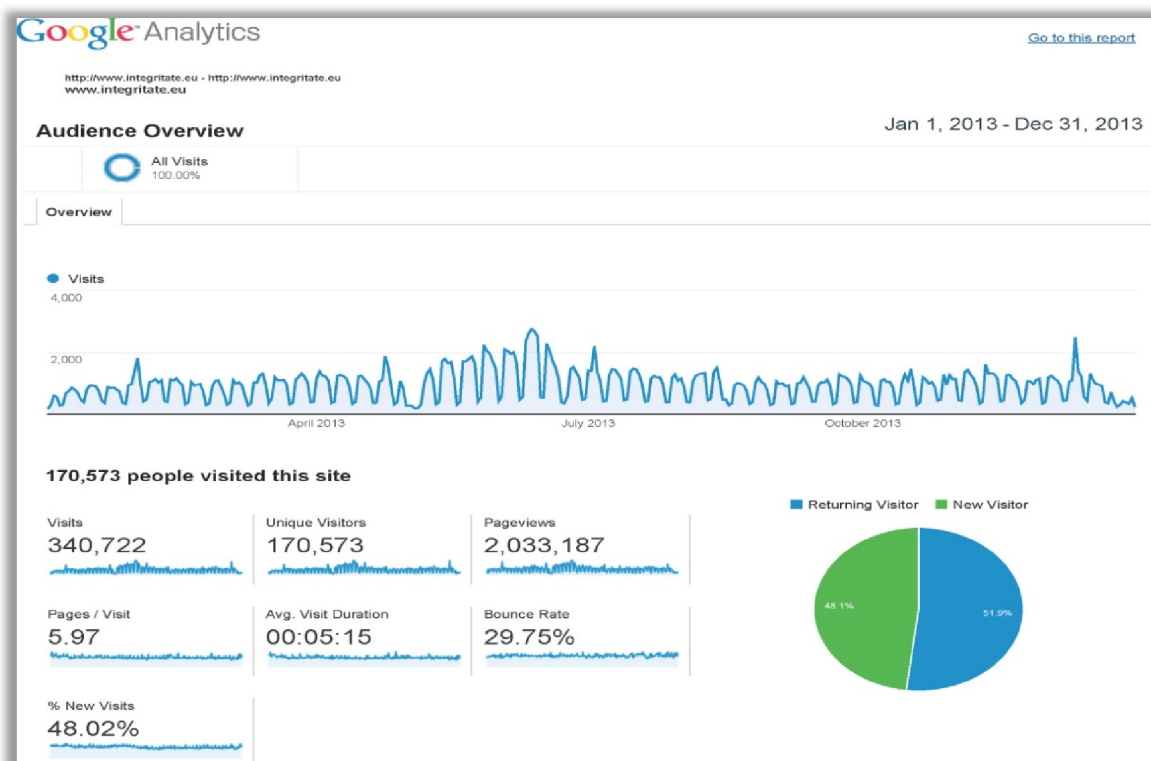 Google Analytics
Go to this report
http://www.integritate.eu - http://www.integritate.eu
www.integritate.eu
Audience Overview
Jan 1, 2013 - Dec 31, 2013
All Visits
100.00%
Overview
Visits
4,000
2,000
April 2013
July 2013
October 2013
170,573 people visited this site
Returning Visitor
New Visitor
Visits
340,722
Unique Visitors
170,573
Pageviews
2,033,187
48.1%
51.9%
Pages / Visit
5.97
Avg. Visit Duration
00:05:15
Bounce Rate
29.75%
% New Visits
48.02%